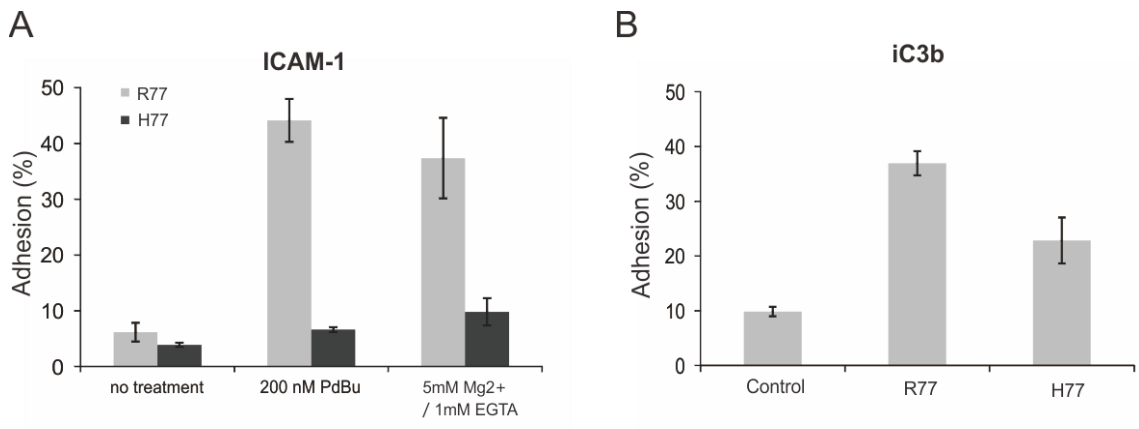 A
ICAM-1
R77
H77
Adhesion (%)
50
40
30
20
10
0
no treatment
200 nM PdBu
5mM Mg2+
/ 1mM EGTA
B
iC3b
Adhesion (%)
50
40
30
20
10
0
Control
R77
H77